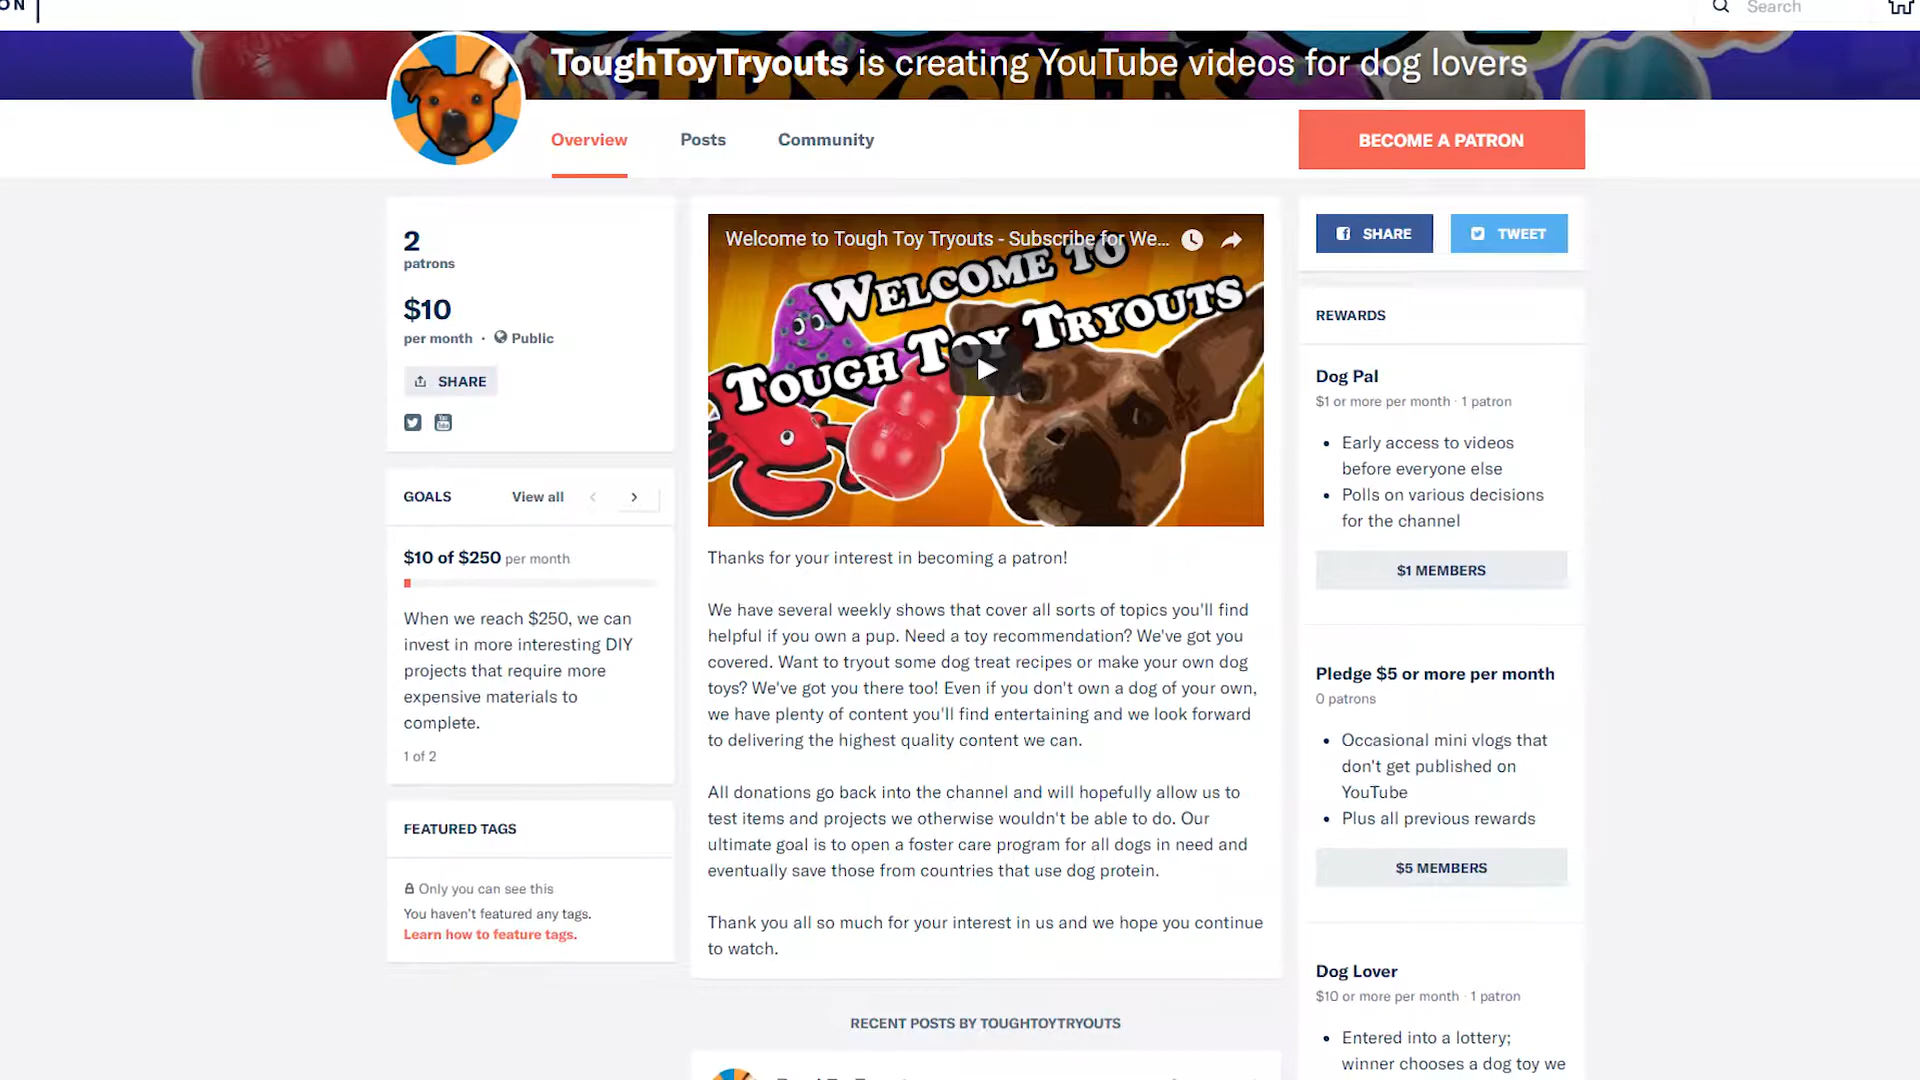 ON
Search
ToughToyTryouts is creating YouTube videos for dog lovers
Overview
Posts
Community
BECOME A PATRON
2
patrons
$10
per month · Public
SHARE
GOALS
View all
$10 of $250 per month
When we reach $250, we can
invest in more interesting DIY
projects that require more
expensive materials to
complete.
1 of 2
FEATURED TAGS
Only you can see this
You haven't featured any tags.
Learn how to feature tags.
Welcome to Tough Toy Tryouts - Subscribe for We...
WELCOME TO
TOUGH TOY TRYOUTS
Thanks for your interest in becoming a patron!
We have several weekly shows that cover all sorts of topics you'll find
helpful if you own a pup. Need a toy recommendation? We've got you
covered. Want to tryout some dog treat recipes or make your own dog
toys? We've got you there too! Even if you don't own a dog of your own,
we have plenty of content you'll find entertaining and we look forward
to delivering the highest quality content we can.
All donations go back into the channel and will hopefully allow us to
test items and projects we otherwise wouldn't be able to do. Our
ultimate goal is to open a foster care program for all dogs in need and
eventually save those from countries that use dog protein.
Thank you all so much for your interest in us and we hope you continue
to watch.
RECENT POSTS BY TOUGHTOYTRYOUTS
SHARE
TWEET
REWARDS
Dog Pal
$1 or more per month · 1 patron
• Early access to videos
before everyone else
• Polls on various decisions
for the channel
$1 MEMBERS
Pledge $5 or more per month
0 patrons
• Occasional mini vlogs that
don't get published on
YouTube
• Plus all previous rewards
$5 MEMBERS
Dog Lover
$10 or more per month · 1 patron
• Entered into a lottery;
winner chooses a dog toy we